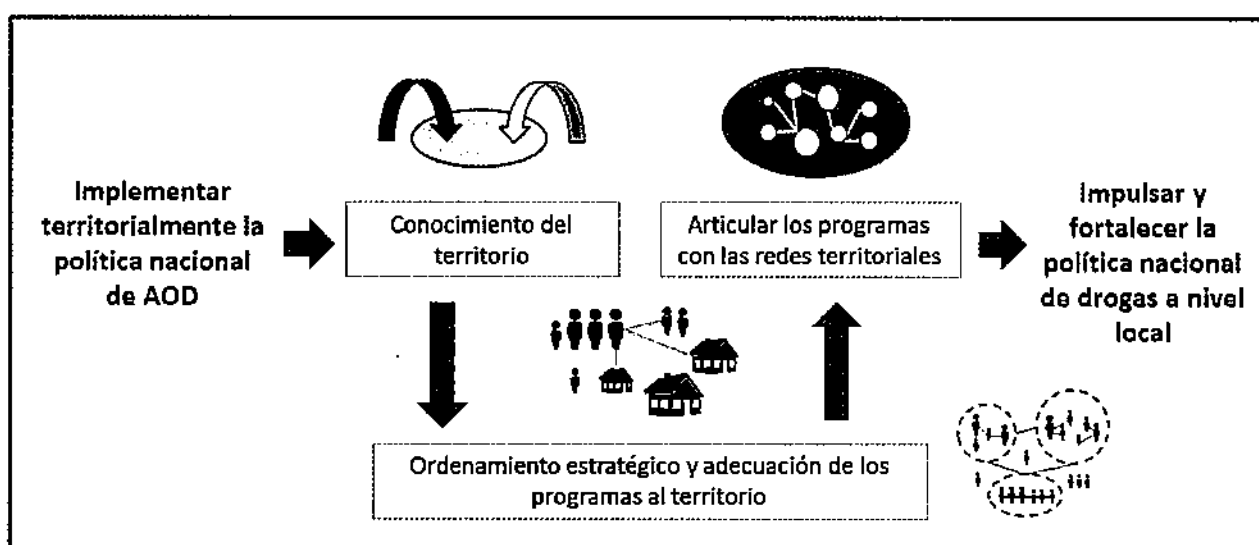 Implementar
territorialmente la
política nacional
de AOD
Conocimiento del
territorio
Ordenamiento estratégico y adecuación de los
programas al territorio
Articular los programas
con las redes territoriales
Impulsar y
fortalecer la
política nacional
de drogas a nivel
local